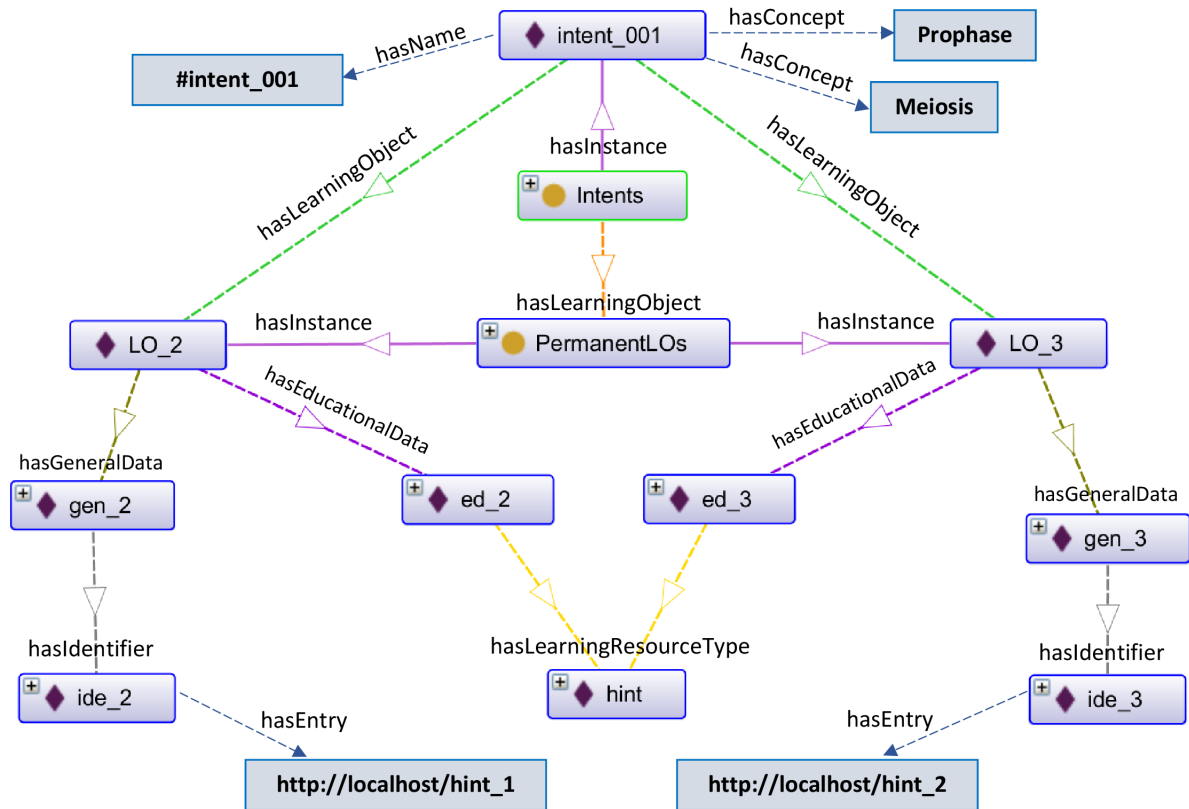 hasName
intent_001
hasConcept
Prophase
#intent_001
hasConcept
Meiosis
hasLearningObject
hasInstance
hasLearningObject
Intents
hasLearningObject
hasInstance
hasInstance
LO_2
PermanentLOs
LO_3
hasEducationalData
hasEducationalData
hasGeneralData
hasGeneralData
gen_2
ed_2
ed_3
gen_3
hasIdentifier
hasLearningResourceType
hasIdentifier
ide_2
hint
ide_3
hasEntry
hasEntry
http://localhost/hint_1
http://localhost/hint_2